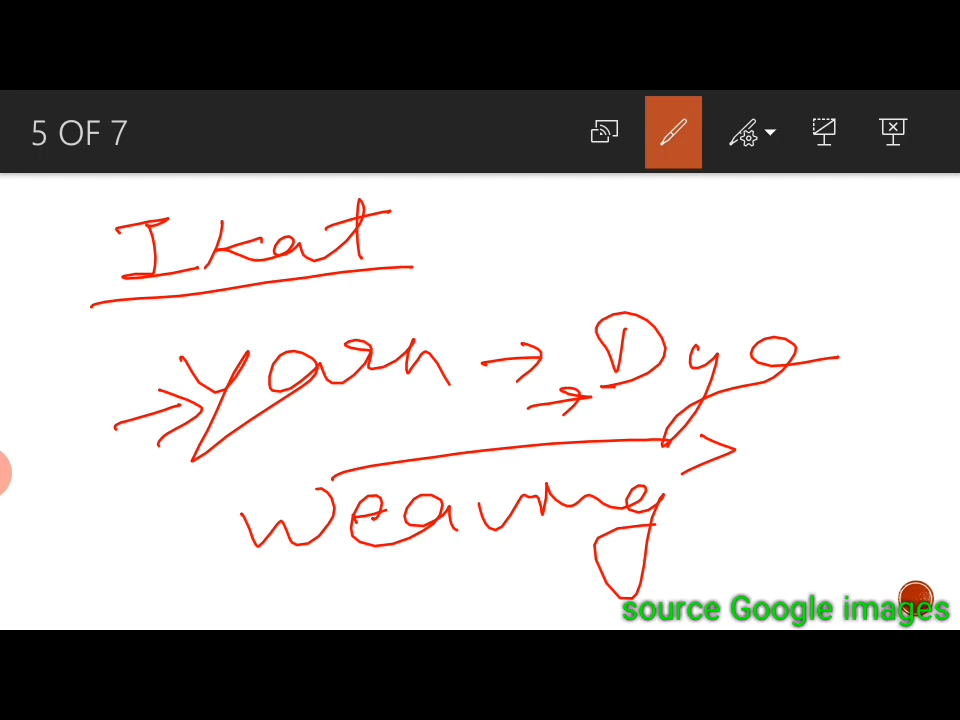 5 OF 7
Ikat
→ Yarn → Dye
→
weaving
source Google images